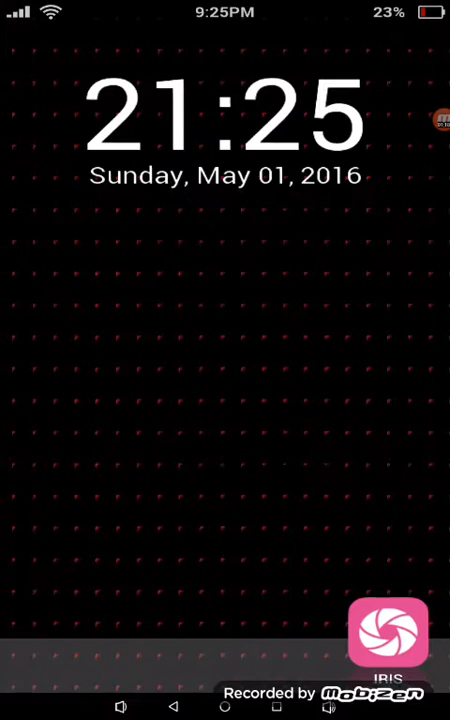 9:25PM 23%
21:25
Sunday, May 01, 2016
IRIS
Recorded by Mobizen